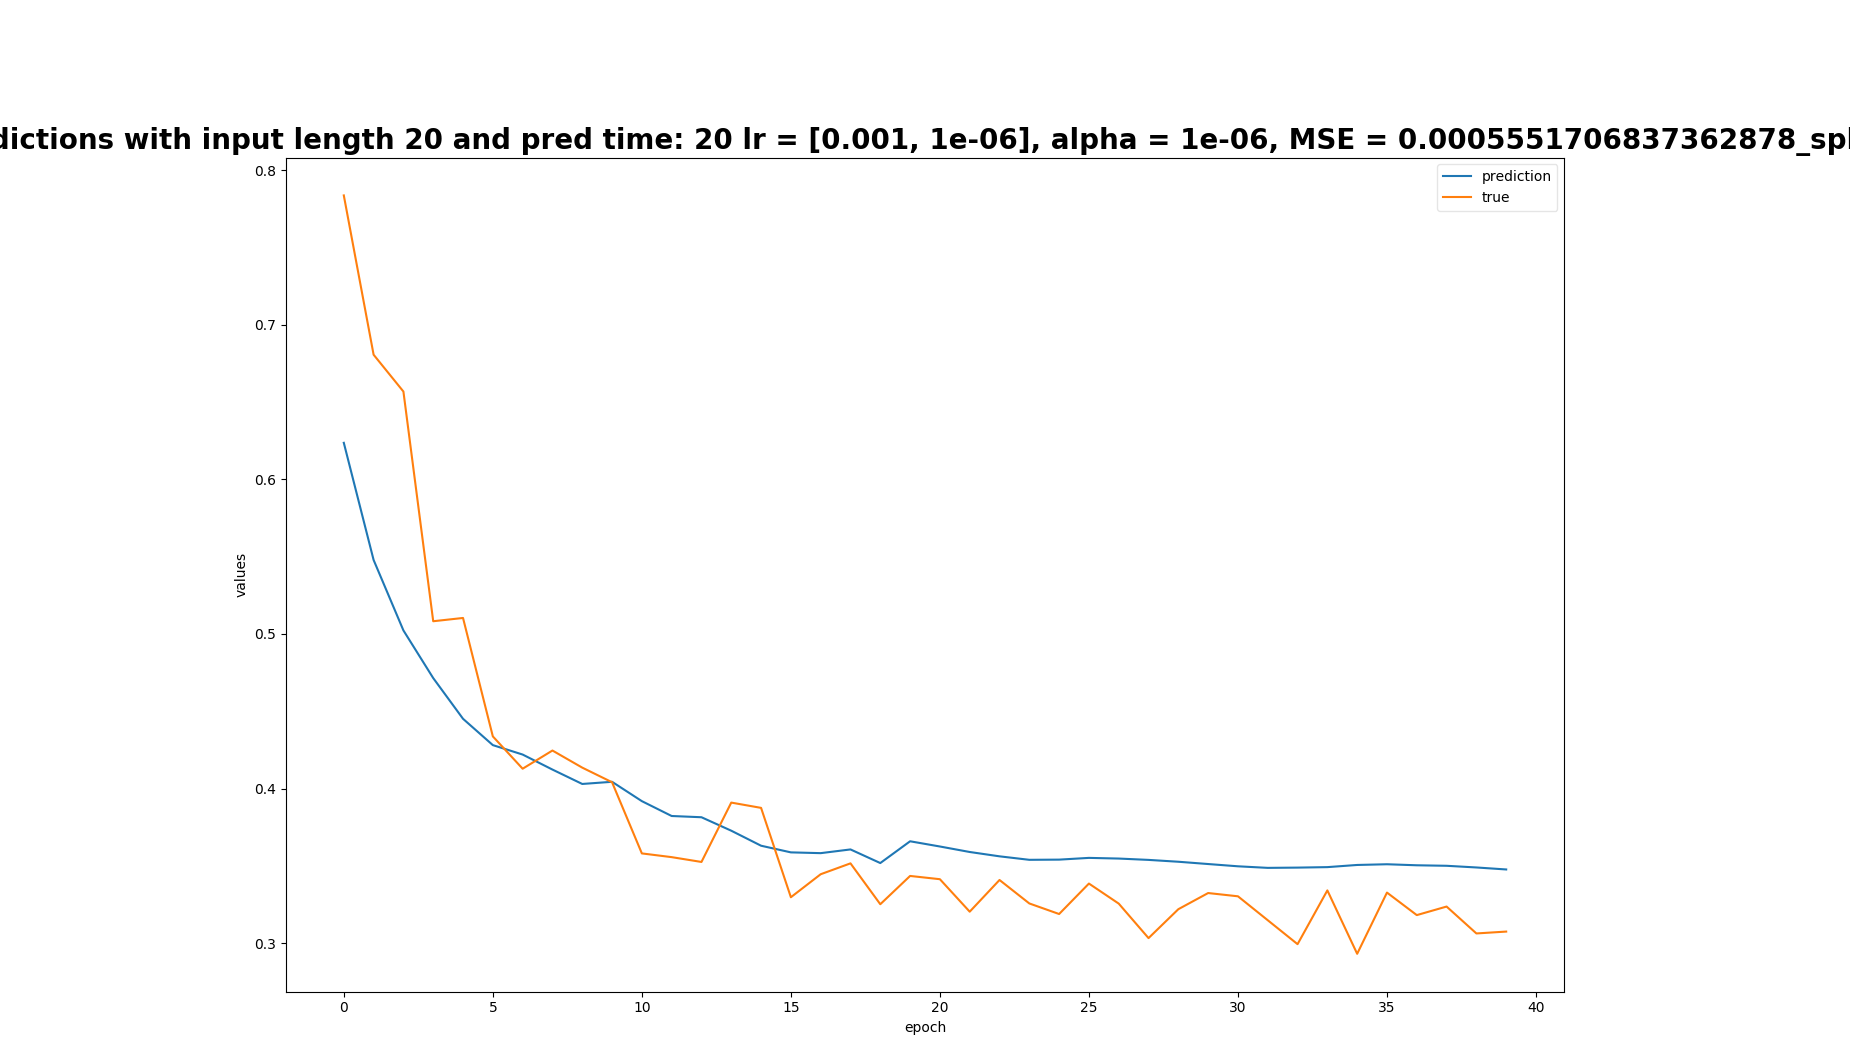 dictions with input length 20 and pred time: 20 lr = [0.001, 1e-06], alpha = 1e-06, MSE = 0.0005551706837362878_spl
prediction
true
0.8
0.7
0.6
0.5
0.4
0.3
values
0 5 10 15 20 25 30 35 40
epoch